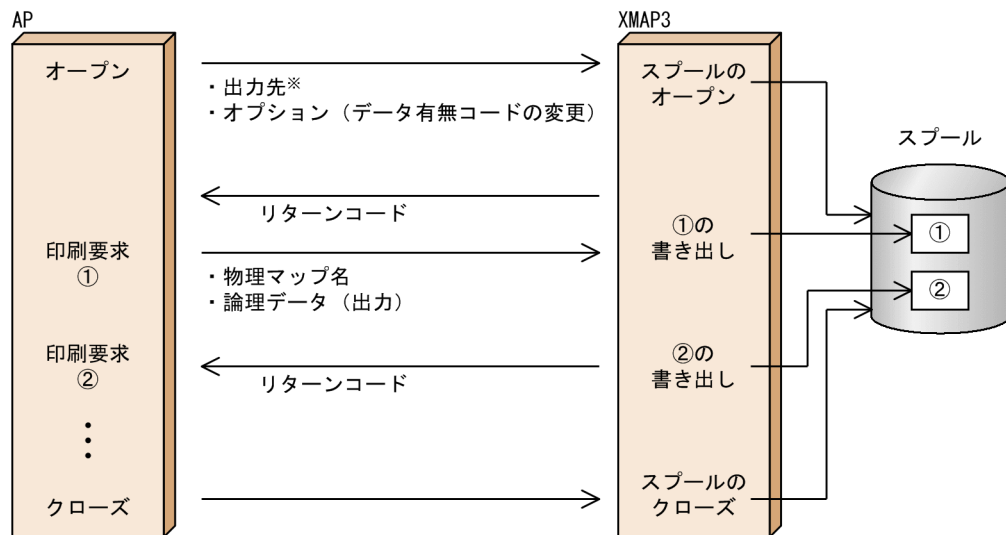 AP
XMAP3
オープン
・出力先※
・オプション（データ有無コードの変更）
スプールの
オープン
スプール
リターンコード
印刷要求
①
・物理マップ名
・論理データ（出力）
①の
書き出し
①
②
印刷要求
②
リターンコード
②の
書き出し
・
・
・
クローズ
スプールの
クローズ